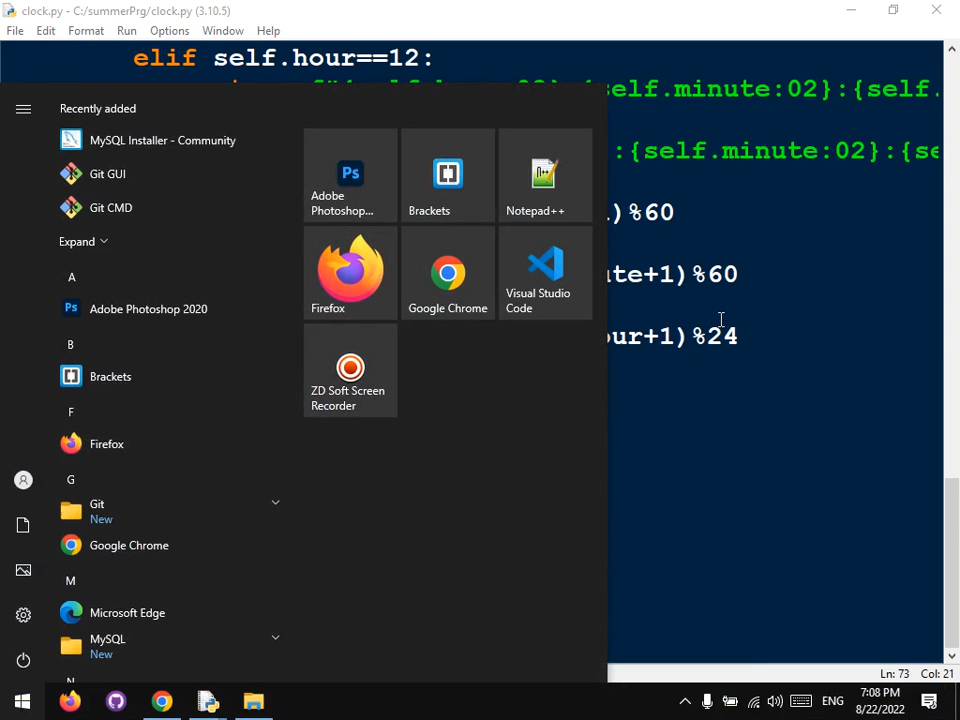 clock.py - C:/summerPrg/clock.py (3.10.5)
File Edit Format Run Options Window Help
elif self.hour==12:
self.minute:02}:{self.
:{self.minute:02}:{se
)%60
ute+1)%60
our+1)%24
Recently added
MySQL Installer - Community
Git GUI
Git CMD
Expand
A
Adobe Photoshop 2020
B
Brackets
F
Firefox
G
Git
New
Google Chrome
M
Microsoft Edge
MySQL
New
Ps
Adobe
Photoshop...
Brackets
Notepad++
Firefox
Google Chrome
Visual Studio
Code
ZD Soft Screen
Recorder
Ln: 73 Col: 21
ENG
7:08 PM
8/22/2022